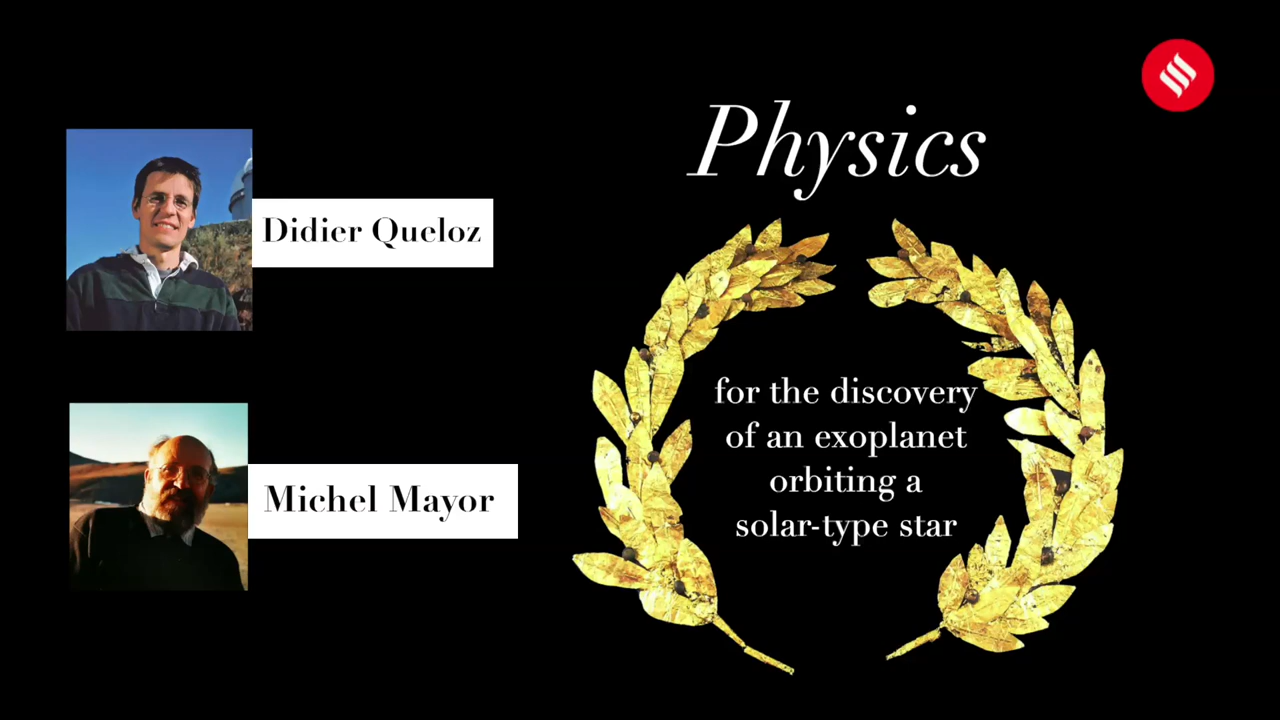 Physics
Didier Queloz
Michel Mayor
for the discovery
of an exoplanet
orbiting a
solar-type star